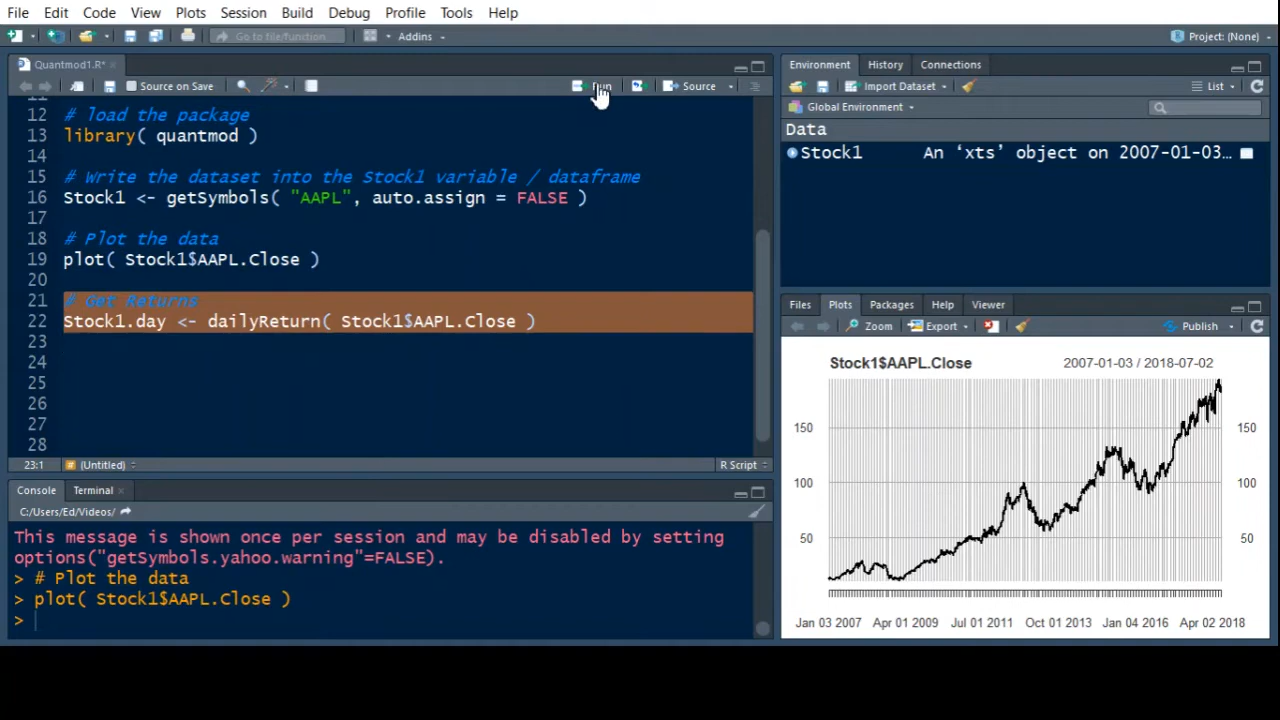 File Edit Code View Plots Session Build Debug Profile Tools Help
Go to file/function Addins Project: (None)
Quantmod1.R*
Source on Save Run Source
11
12 # load the package
13 library( quantmod )
14
15 # Write the dataset into the Stock1 variable / dataframe
16 Stock1 <- getSymbols( "AAPL", auto.assign = FALSE )
17
18 # Plot the data
19 plot( Stock1$AAPL.Close )
20
21 # Get Returns
22 Stock1.day <- dailyReturn( Stock1$AAPL.Close )
23
24
25
26
27
28
23:1 (Untitled) R Script
Console Terminal
C:/Users/Ed/Videos/
This message is shown once per session and may be disabled by setting
options("getSymbols.yahoo.warning"=FALSE).
> # Plot the data
> plot( Stock1$AAPL.Close )
>
Environment History Connections
Import Dataset List
Global Environment
Data
Stock1 An ‘xts’ object on 2007-01-03…
Files Plots Packages Help Viewer
Zoom Export Publish
Stock1$AAPL.Close 2007-01-03 / 2018-07-02
150 150
100 100
50 50
Jan 03 2007 Apr 01 2009 Jul 01 2011 Oct 01 2013 Jan 04 2016 Apr 02 2018